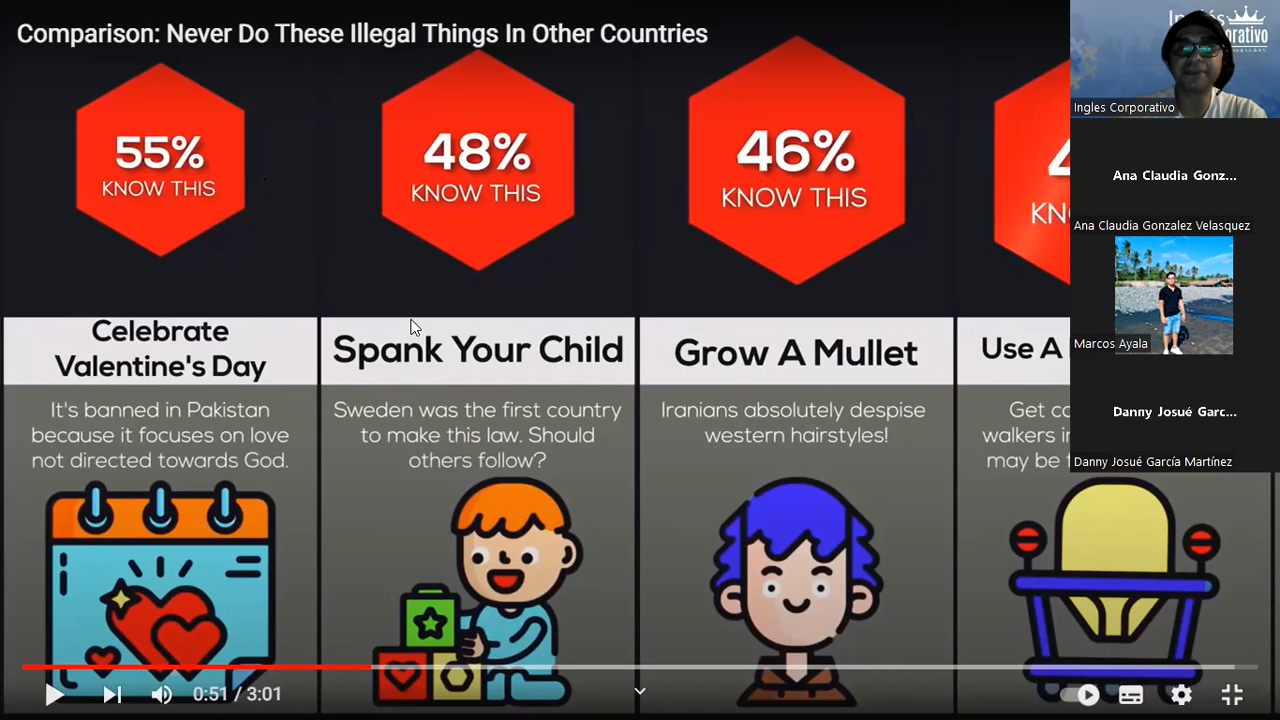 Comparison: Never Do These Illegal Things In Other Countries
55%
KNOW THIS
48%
KNOW THIS
46%
KNOW THIS
KN
Celebrate
Valentine's Day
It's banned in Pakistan
because it focuses on love
not directed towards God.
Spank Your Child
Sweden was the first country
to make this law. Should
others follow?
Grow A Mullet
Iranians absolutely despise
western hairstyles!
Use A
Get
walkers
may be
0:51 / 3:01
Ingles Corporativo
Ana Claudia Gonz...
Ana Claudia Gonzalez Velasquez
Marcos Ayala
Danny Josué Garc...
Danny Josué García Martínez